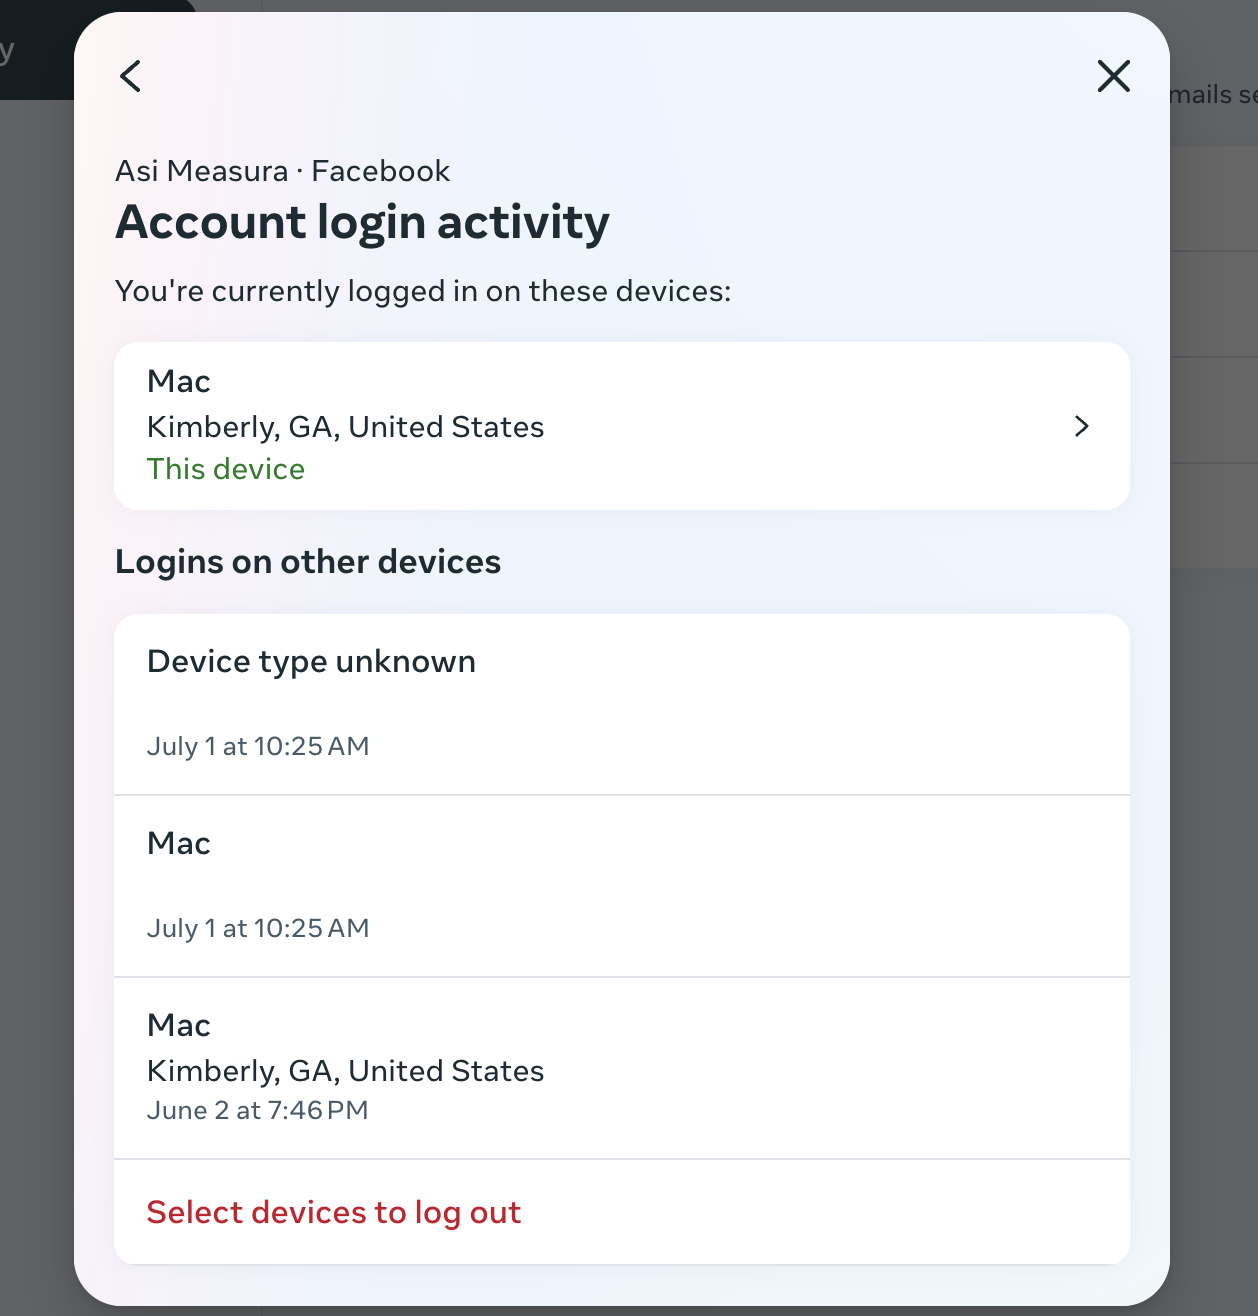 y
mails se
Asi Measura · Facebook
Account login activity
You're currently logged in on these devices:
Mac
Kimberly, GA, United States
This device
Logins on other devices
Device type unknown
July 1 at 10:25 AM
Mac
July 1 at 10:25 AM
Mac
Kimberly, GA, United States
June 2 at 7:46 PM
Select devices to log out